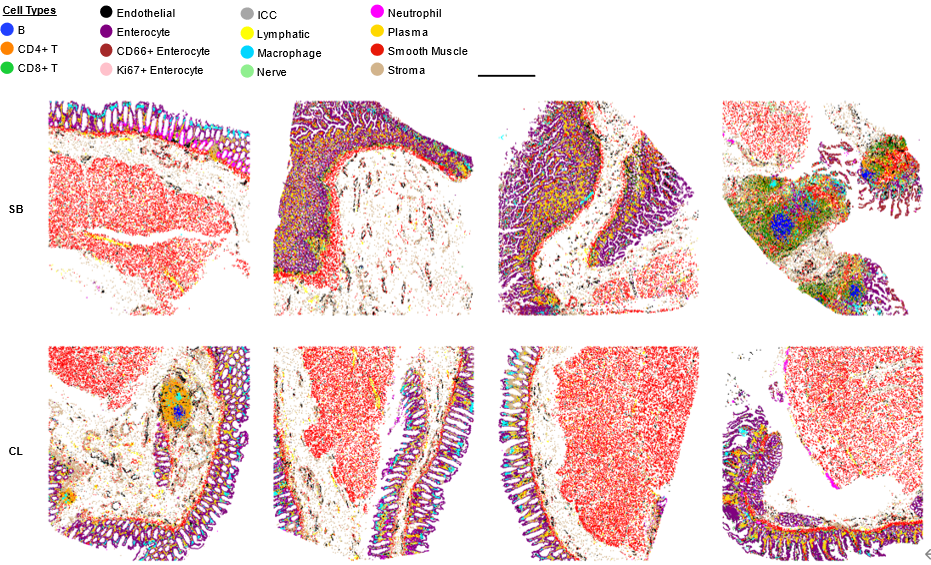 Cell Types
B
CD4+ T
CD8+ T
Endothelial
Enterocyte
CD66+ Enterocyte
Ki67+ Enterocyte
ICC
Lymphatic
Macrophage
Nerve
Neutrophil
Plasma
Smooth Muscle
Stroma
SB
CL